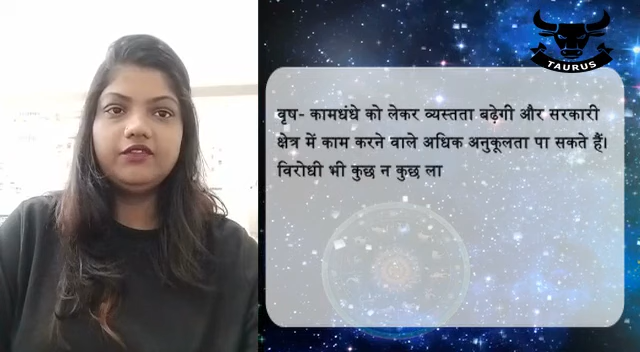 TAURUS
वृष- कामधंधे को लेकर व्यस्तता बढ़ेगी और सरकारी
क्षेत्र में काम करने वाले अधिक अनुकूलता पा सकते हैं।
विरोधी भी कुछ न कुछ ला